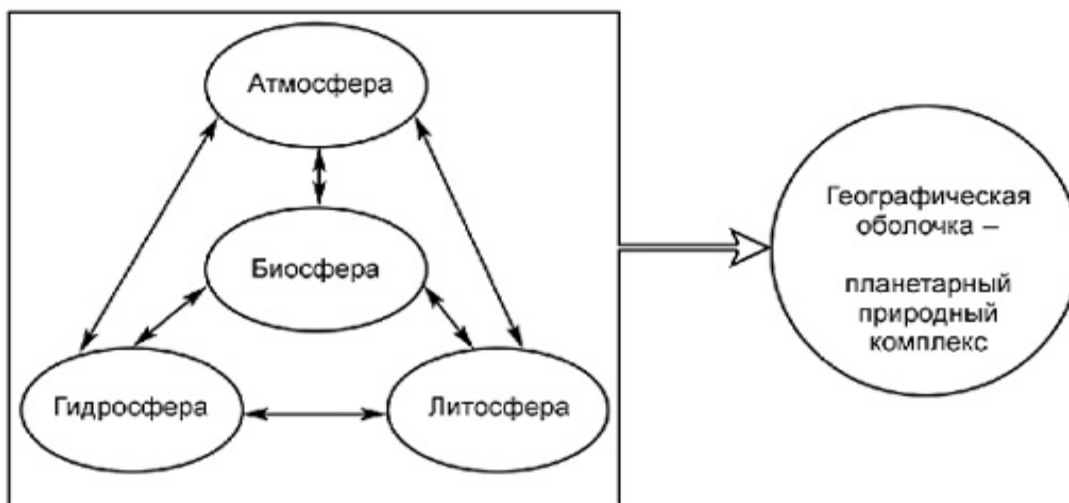 Атмосфера
Биосфера
Гидросфера
Литосфера
Географическая
оболочка –
планетарный
природный
комплекс